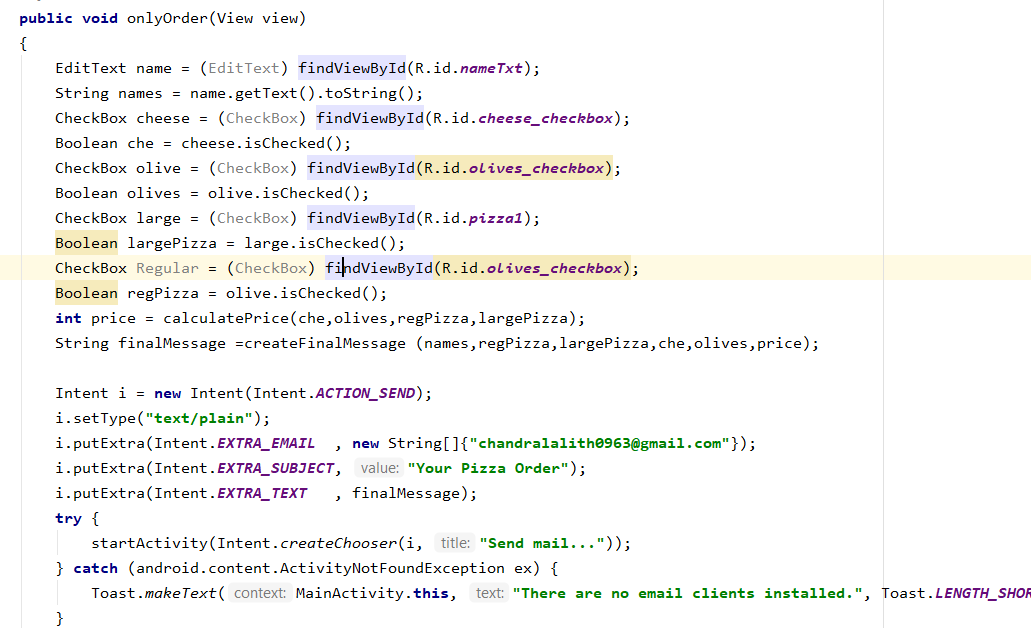 public void onlyOrder(View view)
{
EditText name = (EditText) findViewById(R.id.nameTxt);
String names = name.getText().toString();
CheckBox cheese = (CheckBox) findViewById(R.id.cheese_checkbox);
Boolean che = cheese.isChecked();
CheckBox olive = (CheckBox) findViewById(R.id.olives_checkbox);
Boolean olives = olive.isChecked();
CheckBox large = (CheckBox) findViewById(R.id.pizza1);
Boolean largePizza = large.isChecked();
CheckBox Regular = (CheckBox) findViewById(R.id.olives_checkbox);
Boolean regPizza = olive.isChecked();
int price = calculatePrice(che,olives,regPizza,largePizza);
String finalMessage =createFinalMessage (names,regPizza,largePizza,che,olives,price);
Intent i = new Intent(Intent.ACTION_SEND);
i.setType("text/plain");
i.putExtra(Intent.EXTRA_EMAIL  , new String[]{"chandralalith0963@gmail.com"});
i.putExtra(Intent.EXTRA_SUBJECT, value: "Your Pizza Order");
i.putExtra(Intent.EXTRA_TEXT   , finalMessage);
try {
startActivity(Intent.createChooser(i, title: "Send mail..."));
} catch (android.content.ActivityNotFoundException ex) {
Toast.makeText( context: MainActivity.this, text: "There are no email clients installed.", Toast.LENGTH_SHOR
}